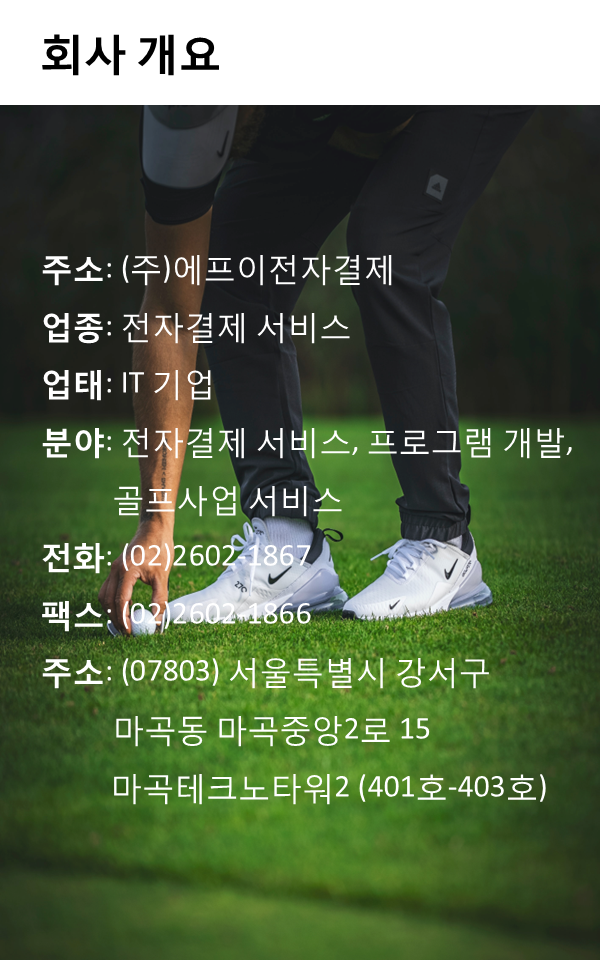 회사 개요
주소: (주)에프이전자결제
업종: 전자결제 서비스
업태: IT 기업
분야: 전자결제 서비스, 프로그램 개발,
골프사업 서비스
전화: (02)2602-1867
팩스: (02)2602-1866
주소: (07803) 서울특별시 강서구
마곡동 마곡중앙2로 15
마곡테크노타워2 (401호-403호)